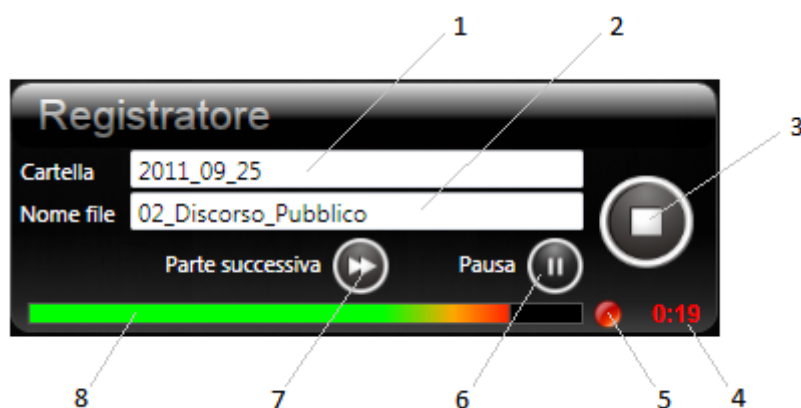 1 2
Registratore
3
Cartella 2011_09_25
Nome file 02_Discorso_Pubblico
Parte successiva Pausa
0:19
8 7 6 5 4